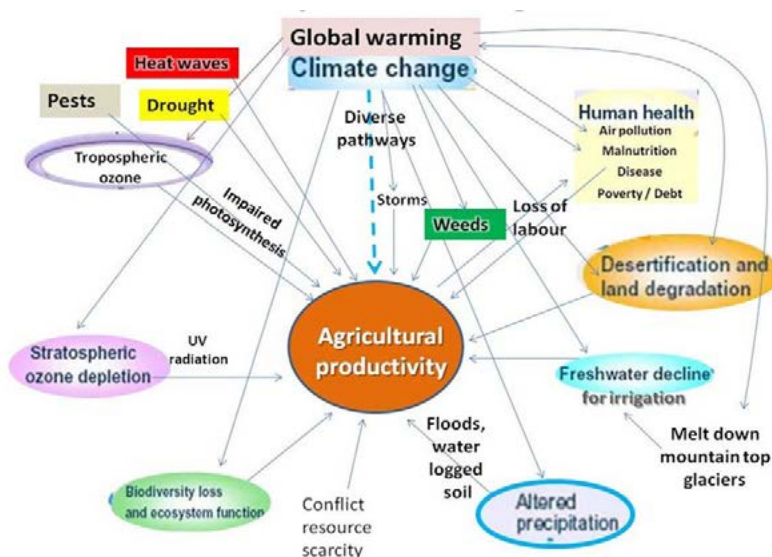 Global warming
Climate change
Heat waves
Pests
Drought
Diverse
pathways
Human health
Air pollution
Malnutrition
Disease
Poverty / Debt
Tropospheric
ozone
Impaired
photosynthesis
Storms
Weeds
Loss of
labour
Desertification and
land degradation
Agricultural
productivity
Stratospheric
ozone depletion
UV
radiation
Freshwater decline
for irrigation
Floods,
water
logged
soil
Melt down
mountain top
glaciers
Biodiversity loss
and ecosystem function
Conflict
resource
scarcity
Altered
precipitation